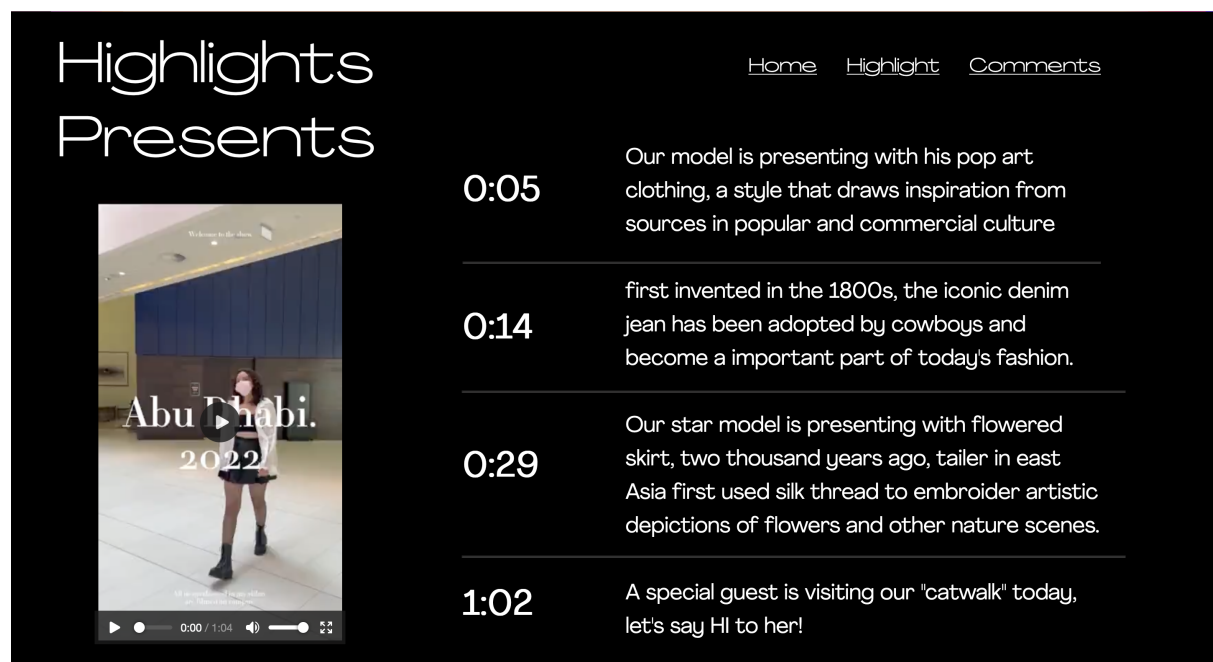 Highlights
Presents
Home Highlight Comments
0:05
Our model is presenting with his pop art
clothing, a style that draws inspiration from
sources in popular and commercial culture
0:14
first invented in the 1800s, the iconic denim
jean has been adopted by cowboys and
become a important part of today's fashion.
0:29
Our star model is presenting with flowered
skirt, two thousand years ago, tailer in east
Asia first used silk thread to embroider artistic
depictions of flowers and other nature scenes.
1:02
A special guest is visiting our "catwalk" today,
let's say HI to her!
Welcome to the show
Abu Dhabi.
2022
0:00 / 1:04